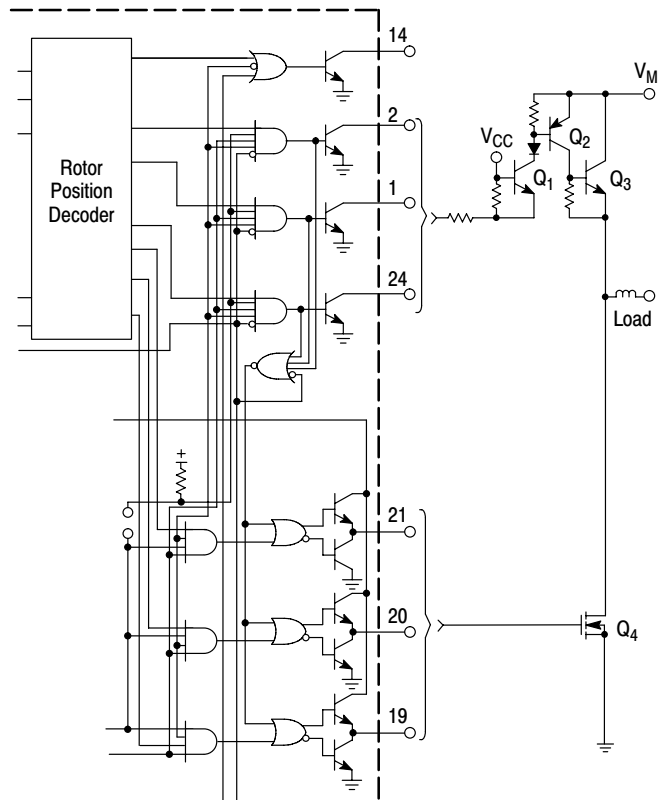 14
V_M
2
V_CC
Q_2
Rotor
Position
Decoder
Q_1
Q_3
1
24
Load
+
21
20
Q_4
19